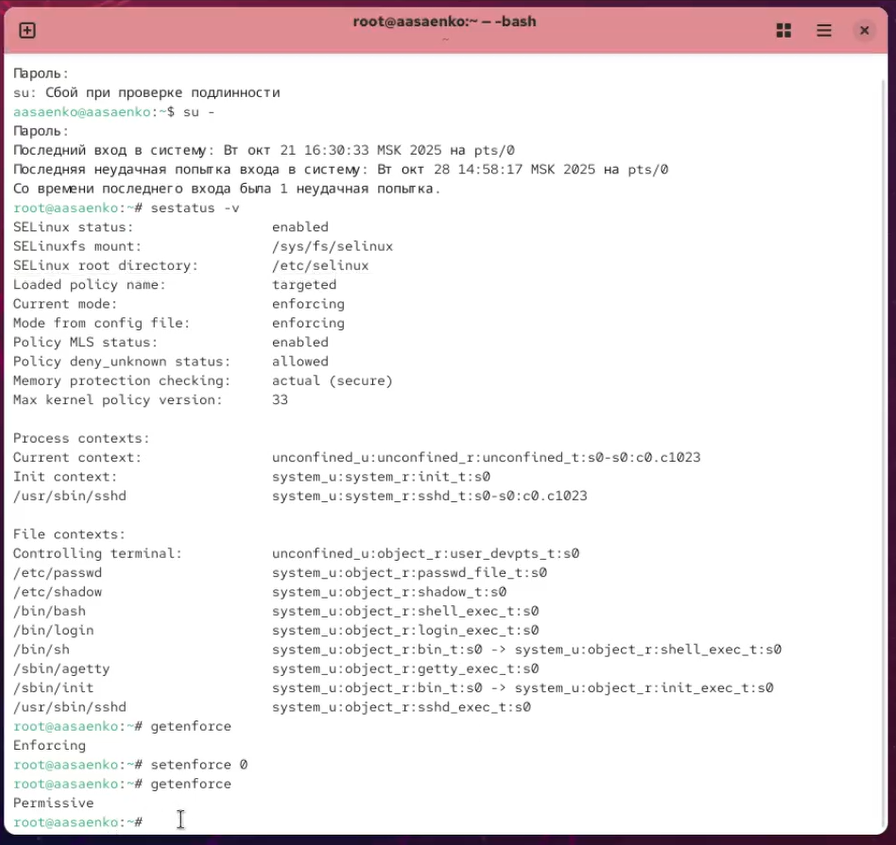 root@aasaenko:~ — -bash
~
Пароль:
su: Сбой при проверке подлинности
aasaenko@aasaenko:~$ su -
Пароль:
Последний вход в систему: Вт окт 21 16:30:33 MSK 2025 на pts/0
Последняя неудачная попытка входа в систему: Вт окт 28 14:58:17 MSK 2025 на pts/0
Со времени последнего входа была 1 неудачная попытка.
root@aasaenko:~# sestatus -v
SELinux status:                 enabled
SELinuxfs mount:                /sys/fs/selinux
SELinux root directory:         /etc/selinux
Loaded policy name:             targeted
Current mode:                   enforcing
Mode from config file:          enforcing
Policy MLS status:              enabled
Policy deny_unknown status:     allowed
Memory protection checking:     actual (secure)
Max kernel policy version:      33
Process contexts:
Current context:                unconfined_u:unconfined_r:unconfined_t:s0-s0:c0.c1023
Init context:                   system_u:system_r:init_t:s0
/usr/sbin/sshd                  system_u:system_r:sshd_t:s0-s0:c0.c1023
File contexts:
Controlling terminal:           unconfined_u:object_r:user_devpts_t:s0
/etc/passwd                     system_u:object_r:passwd_file_t:s0
/etc/shadow                     system_u:object_r:shadow_t:s0
/bin/bash                       system_u:object_r:shell_exec_t:s0
/bin/login                      system_u:object_r:login_exec_t:s0
/bin/sh                         system_u:object_r:bin_t:s0 -> system_u:object_r:shell_exec_t:s0
/sbin/agetty                    system_u:object_r:getty_exec_t:s0
/sbin/init                      system_u:object_r:bin_t:s0 -> system_u:object_r:init_exec_t:s0
/usr/sbin/sshd                  system_u:object_r:sshd_exec_t:s0
root@aasaenko:~# getenforce
Enforcing
root@aasaenko:~# setenforce 0
root@aasaenko:~# getenforce
Permissive
root@aasaenko:~#